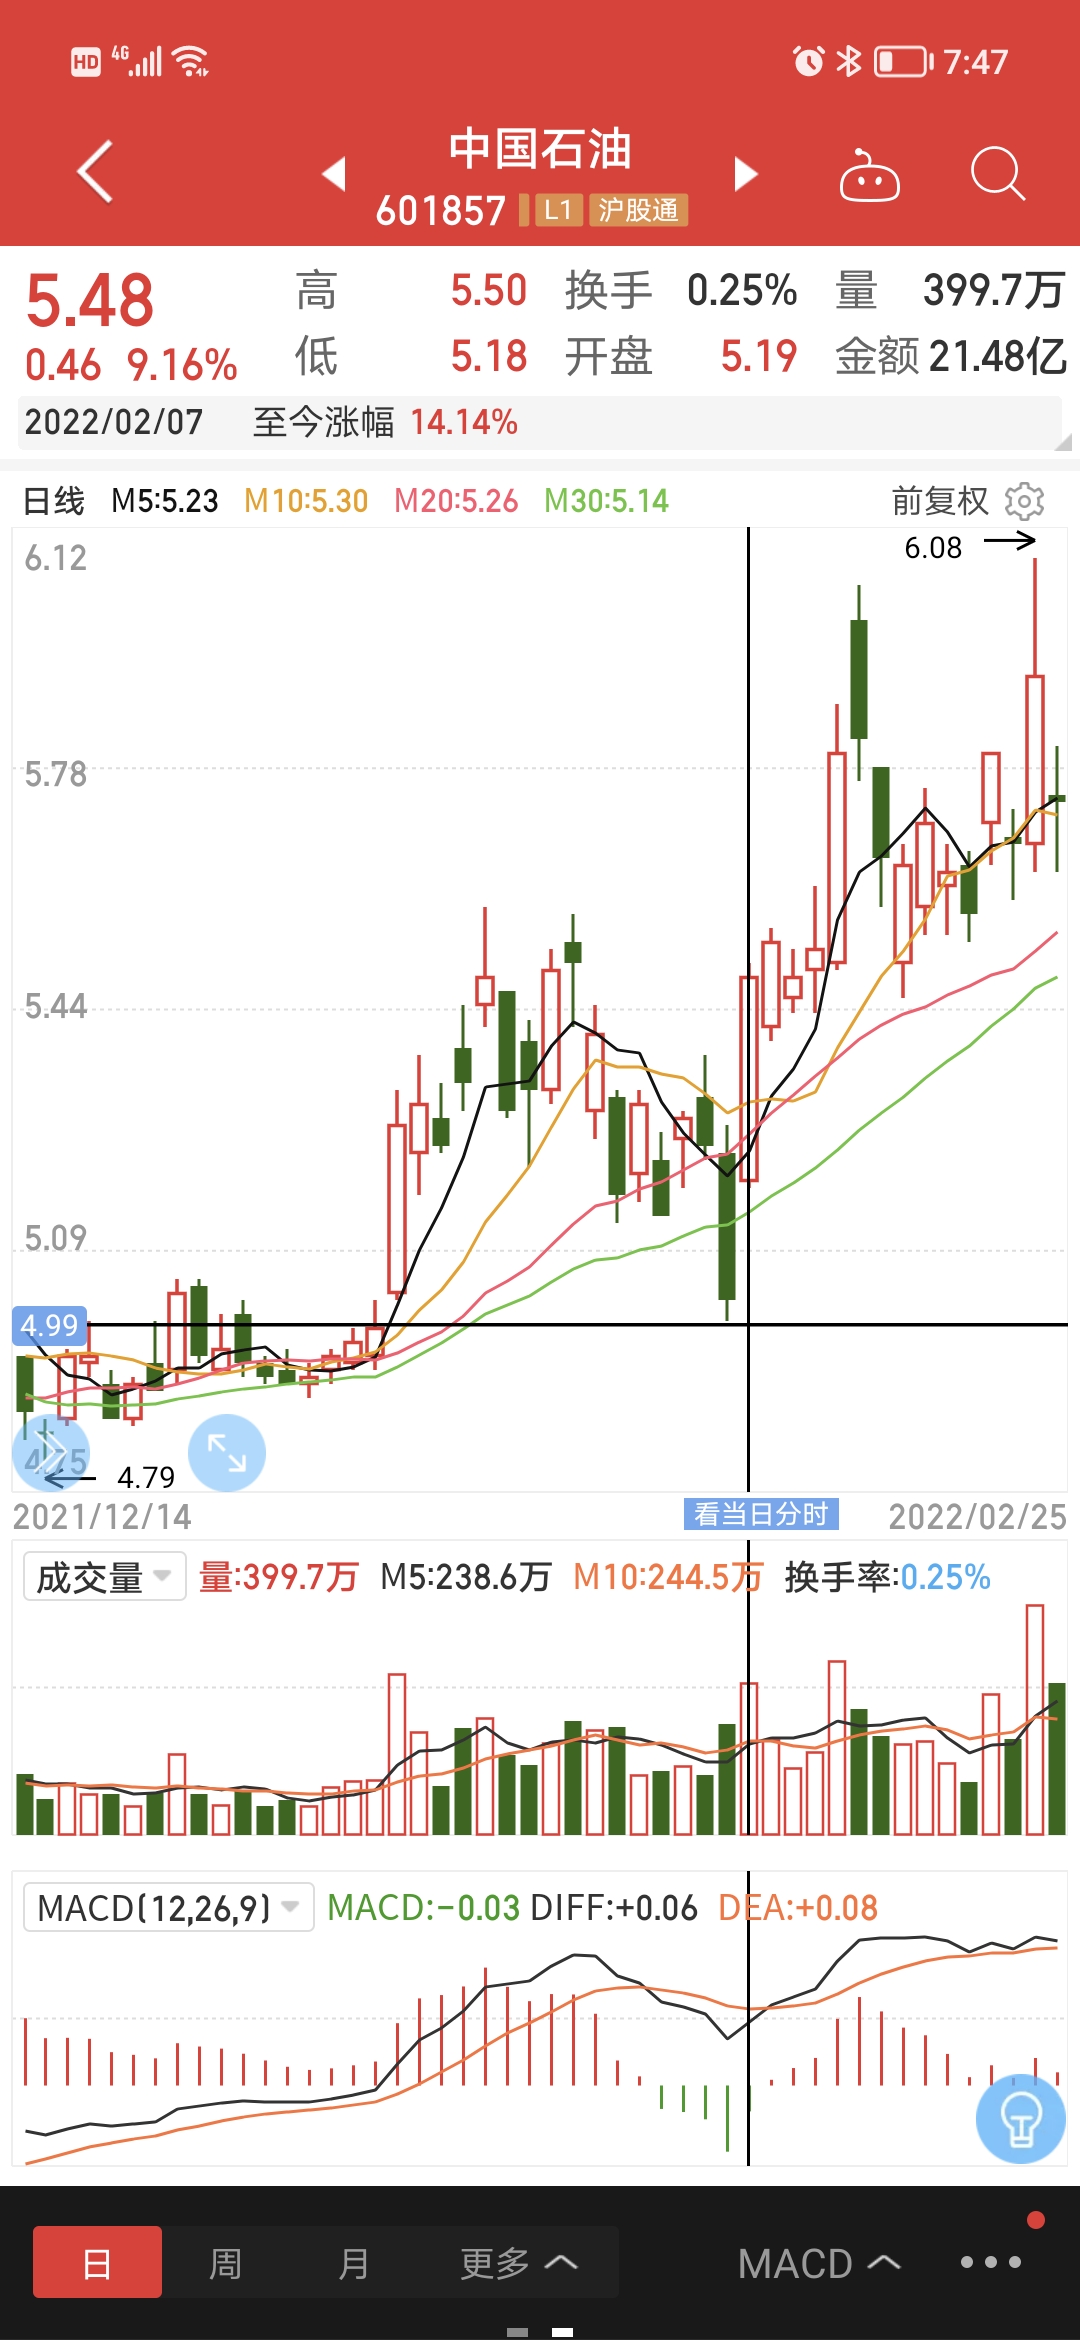 HD 4G 7:47
中国石油
601857 L1 沪股通
5.48 高 5.50 换手 0.25% 量 399.7万
0.46 9.16% 低 5.18 开盘 5.19 金额 21.48亿
2022/02/07 至今涨幅 14.14%
日线 M5:5.23 M10:5.30 M20:5.26 M30:5.14 前复权
6.12
6.08
5.78
5.44
5.09
4.99
4.75
4.79
2021/12/14 看当日分时 2022/02/25
成交量 量:399.7万 M5:238.6万 M10:244.5万 换手率:0.25%
MACD(12,26,9) MACD:-0.03 DIFF:+0.06 DEA:+0.08
日 周 月 更多 MACD